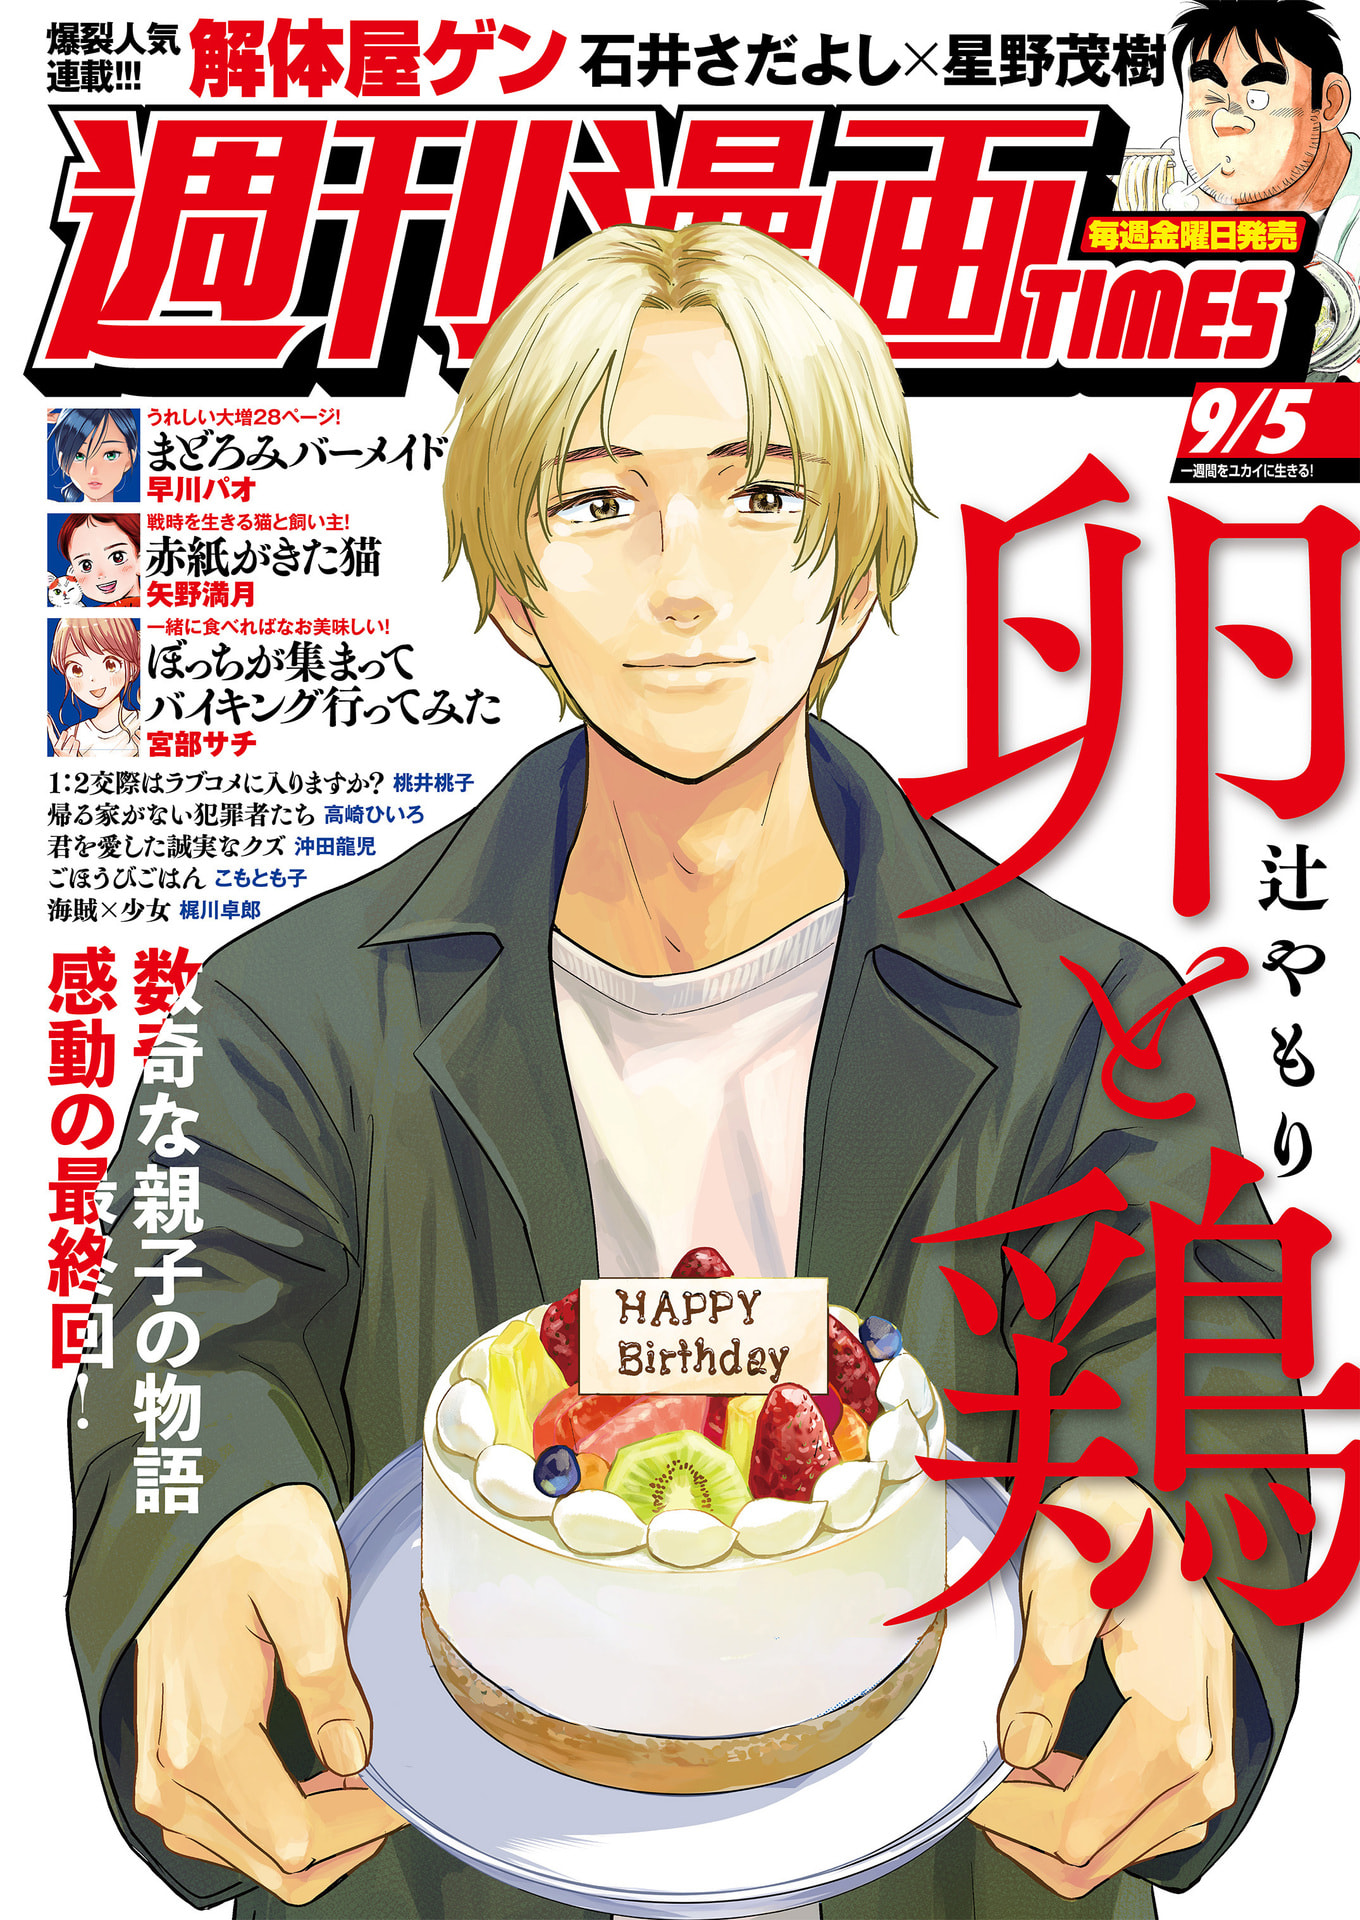 爆裂人気
連載!!!
解体屋ゲン 石井さだよし×星野茂樹
週刊漫画
TIMES
毎週金曜日発売
9/5
一週間をユカイに生きる!
うれしい大増28ページ!
まどろみバーメイド
早川パオ
戦時を生きる猫と飼い主!
赤紙がきた猫
矢野満月
一緒に食べればなお美味しい!
ぼっちが集まって
バイキング行ってみた
宮部サチ
1:2交際はラブコメに入りますか? 桃井桃子
帰る家がない犯罪者たち 高崎ひいろ
君を愛した誠実なクズ 沖田龍児
ごほうびごはん こもとも子
海賊×少女 梶川卓郎
卵と鶏
辻やもり
数奇な親子の物語
感動の最終回!
HAPPY
Birthday